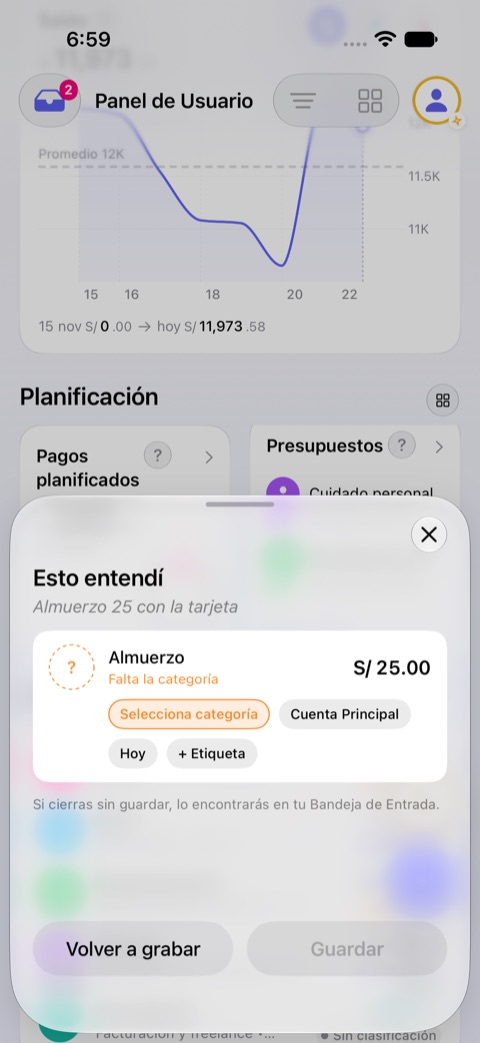 6:59
2
Panel de Usuario
Promedio 12K
11.5K
11K
15 16 18 20 22
15 nov S/ 0.00 → hoy S/ 11,973.58
Planificación
Pagos planificados
?
Presupuestos
?
Cuidado personal
Esto entendí
Almuerzo 25 con la tarjeta
?
Almuerzo
S/ 25.00
Falta la categoría
Selecciona categoría
Cuenta Principal
Hoy
+ Etiqueta
Si cierras sin guardar, lo encontrarás en tu Bandeja de Entrada.
Volver a grabar
Guardar
Facturación y freelance •...
Sin clasificación